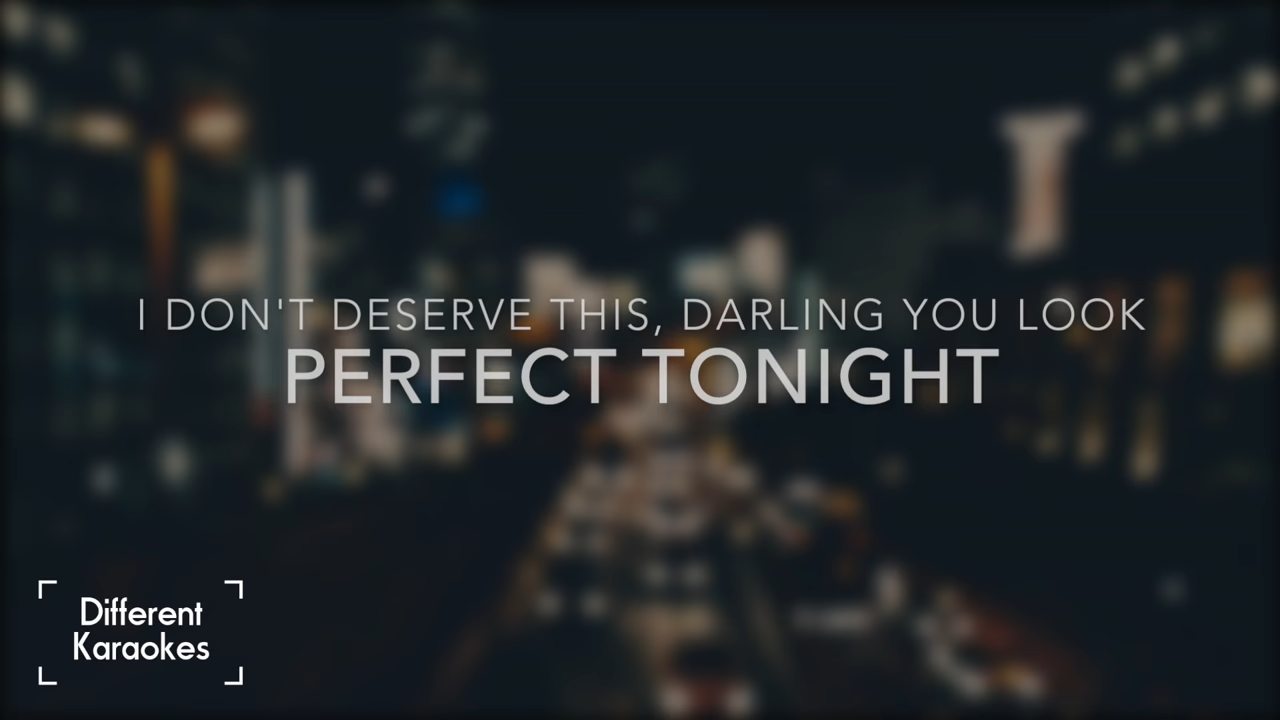 I DON'T DESERVE THIS, DARLING YOU LOOK
PERFECT TONIGHT
Different
Karaokes